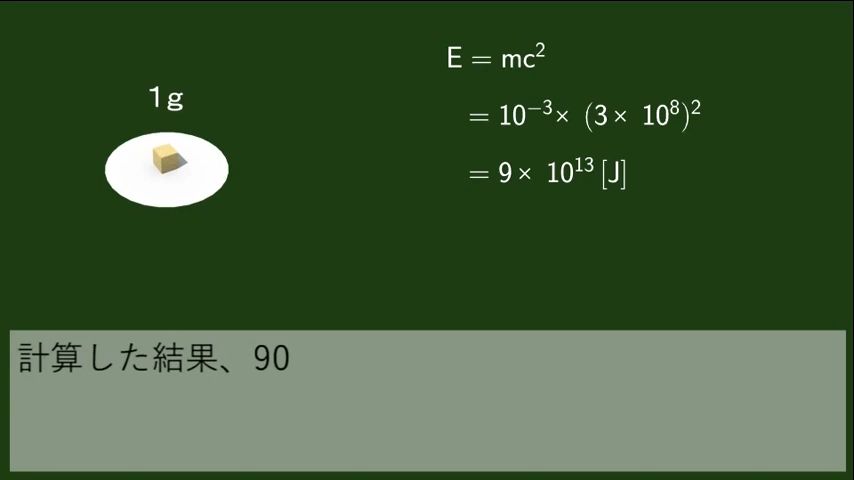 1g
E = mc²
= 10⁻³× (3× 10⁸)²
= 9× 10¹³ [J]
計算した結果、90